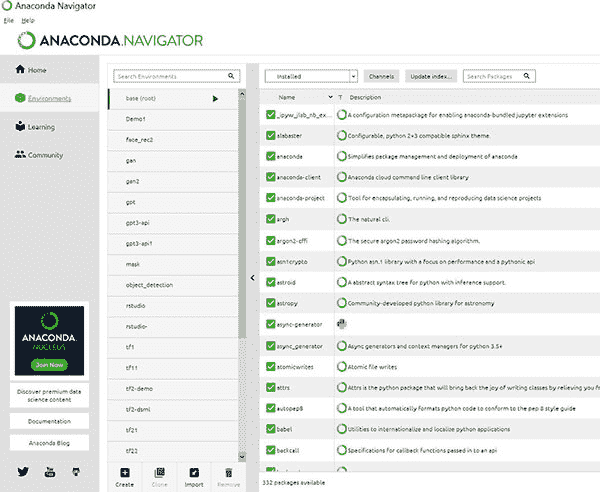 Anaconda Navigator
File Help
ANACONDA.NAVIGATOR
Home
Environments
Learning
Community
ANACONDA
NUCLEUS
Join Now
Discover premium data
science content
Documentation
Anaconda Blog
Search Environments
base (root)
Demo1
face_rec2
gan
gan2
gpt
gpt3-api
gpt3-api1
mask
object_detection
rstudio
rstudio-
tf1
tf11
tf2-demo
tf2-dsml
tf21
tf22
Create Clone Import Remove
Installed Channels Update index... Search Packages
Name T Description
_ipyw_jlab_nb_ex... A configuration metapackage for enabling anaconda-bundled jupyter extensions
alabaster Configurable, python 2+3 compatible sphinx theme.
anaconda Simplifies package management and deployment of anaconda
anaconda-client Anaconda cloud command line client library
anaconda-project Tool for encapsulating, running, and reproducing data science projects
argh The natural cli.
argon2-cffi The secure argon2 password hashing algorithm.
asn1crypto Python asn.1 library with a focus on performance and a pythonic api
astroid A abstract syntax tree for python with inference support.
astropy Community-developed python library for astronomy
async-generator
async_generator Async generators and context managers for python 3.5+
atomicwrites Atomic file writes
attrs Attrs is the python package that will bring back the joy of writing classes by relieving you fr
autopep8 A tool that automatically formats python code to conform to the pep 8 style guide
babel Utilities to internationalize and localize python applications
backcall Specifications for callback functions passed in to an api
332 packages available